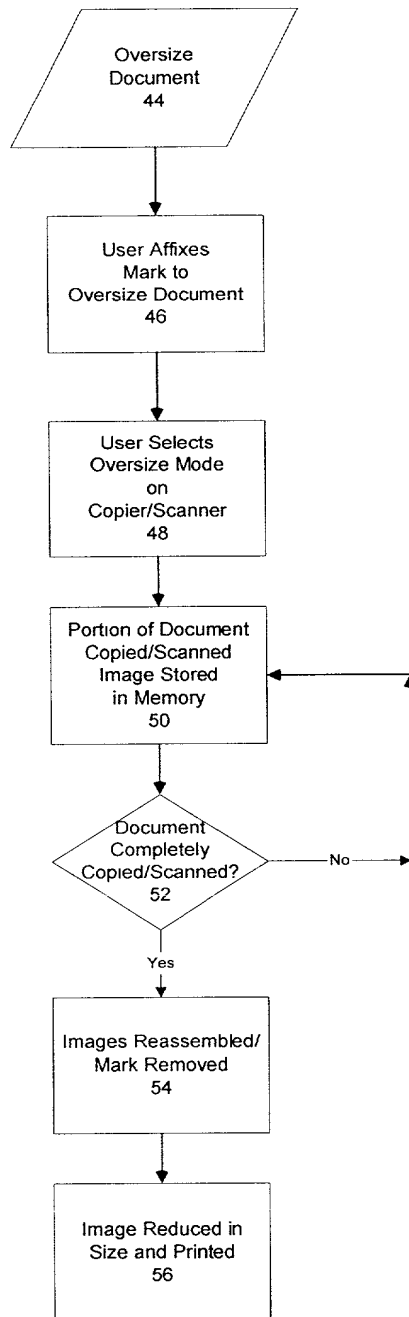 Oversize
Document
44
User Affixes
Mark to
Oversize Document
46
User Selects
Oversize Mode
on
Copier/Scanner
48
Portion of Document
Copied/Scanned
Image Stored
in Memory
50
Document
Completely
Copied/Scanned?
52
No
Yes
Images Reassembled/
Mark Removed
54
Image Reduced in
Size and Printed
56